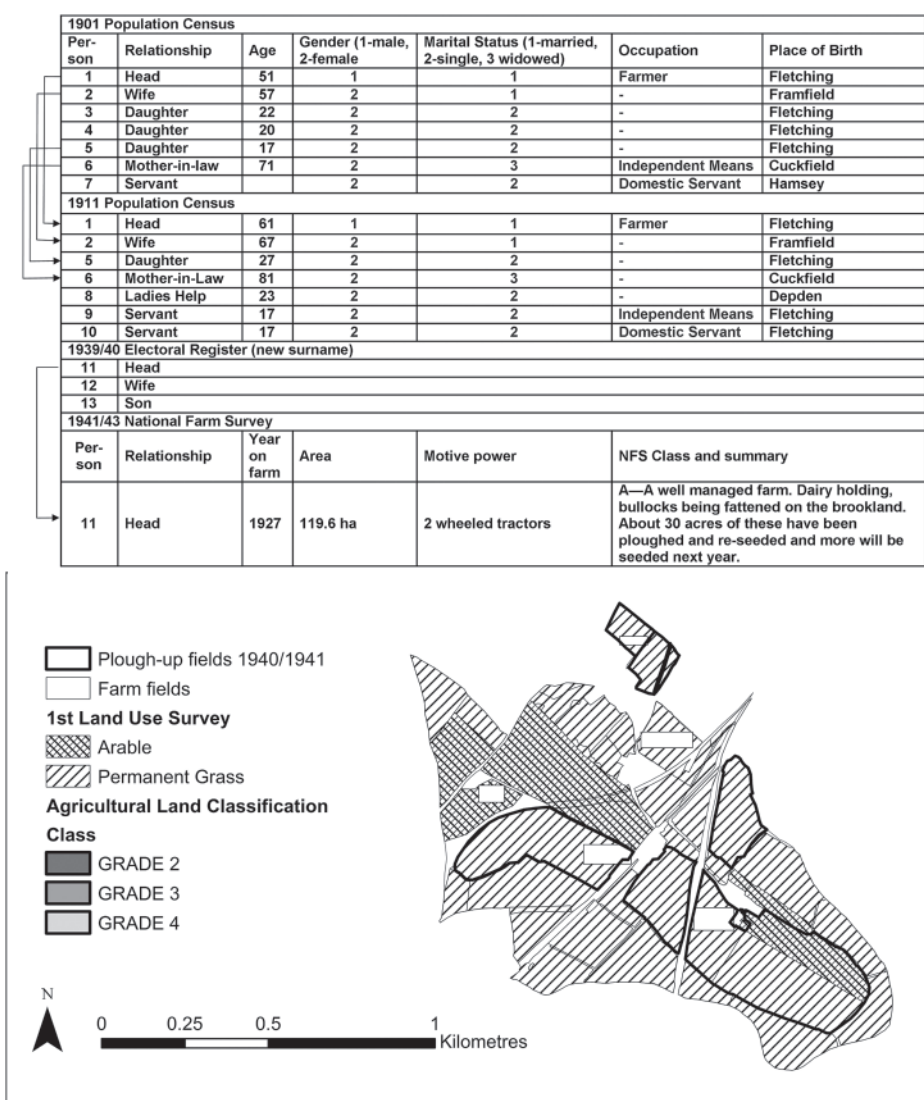 1901 Population Census
Per- Relationship Age Gender (1-male, Marital Status (1-married, Occupation Place of Birth
son 2-female 2-single, 3 widowed)
1 Head 51 1 1 Farmer Fletching
2 Wife 57 2 1 - Framfield
3 Daughter 22 2 2 - Fletching
4 Daughter 20 2 2 - Fletching
5 Daughter 17 2 2 - Fletching
6 Mother-in-law 71 2 3 Independent Means Cuckfield
7 Servant 2 2 Domestic Servant Hamsey
1911 Population Census
1 Head 61 1 1 Farmer Fletching
2 Wife 67 2 1 - Framfield
5 Daughter 27 2 2 - Fletching
6 Mother-in-Law 81 2 3 - Cuckfield
8 Ladies Help 23 2 2 - Depden
9 Servant 17 2 2 Independent Means Fletching
10 Servant 17 2 2 Domestic Servant Fletching
1939/40 Electoral Register (new surname)
11 Head
12 Wife
13 Son
1941/43 National Farm Survey
Per-
son
Relationship
Year
on
farm
Area
Motive power
NFS Class and summary
11 Head 1927 119.6 ha 2 wheeled tractors
A—A well managed farm. Dairy holding,
bullocks being fattened on the brookland.
About 30 acres of these have been
ploughed and re-seeded and more will be
seeded next year.
Plough-up fields 1940/1941
Farm fields
1st Land Use Survey
Arable
Permanent Grass
Agricultural Land Classification
Class
GRADE 2
GRADE 3
GRADE 4
N
0 0.25 0.5 1
Kilometres